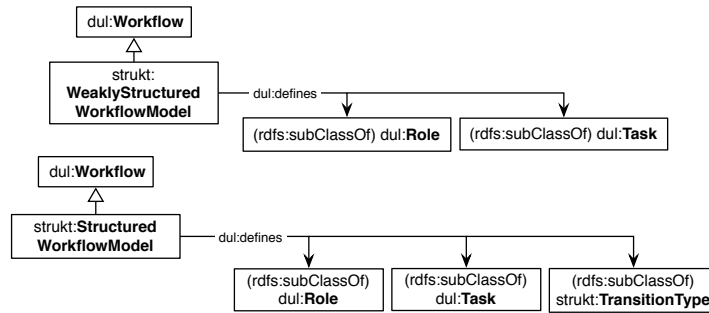 dul:Workflow
strukt:
WeaklyStructured
WorkflowModel
dul:defines
(rdfs:subClassOf) dul:Role
(rdfs:subClassOf) dul:Task
dul:Workflow
strukt:Structured
WorkflowModel
dul:defines
(rdfs:subClassOf)
dul:Role
(rdfs:subClassOf)
dul:Task
(rdfs:subClassOf)
strukt:TransitionType